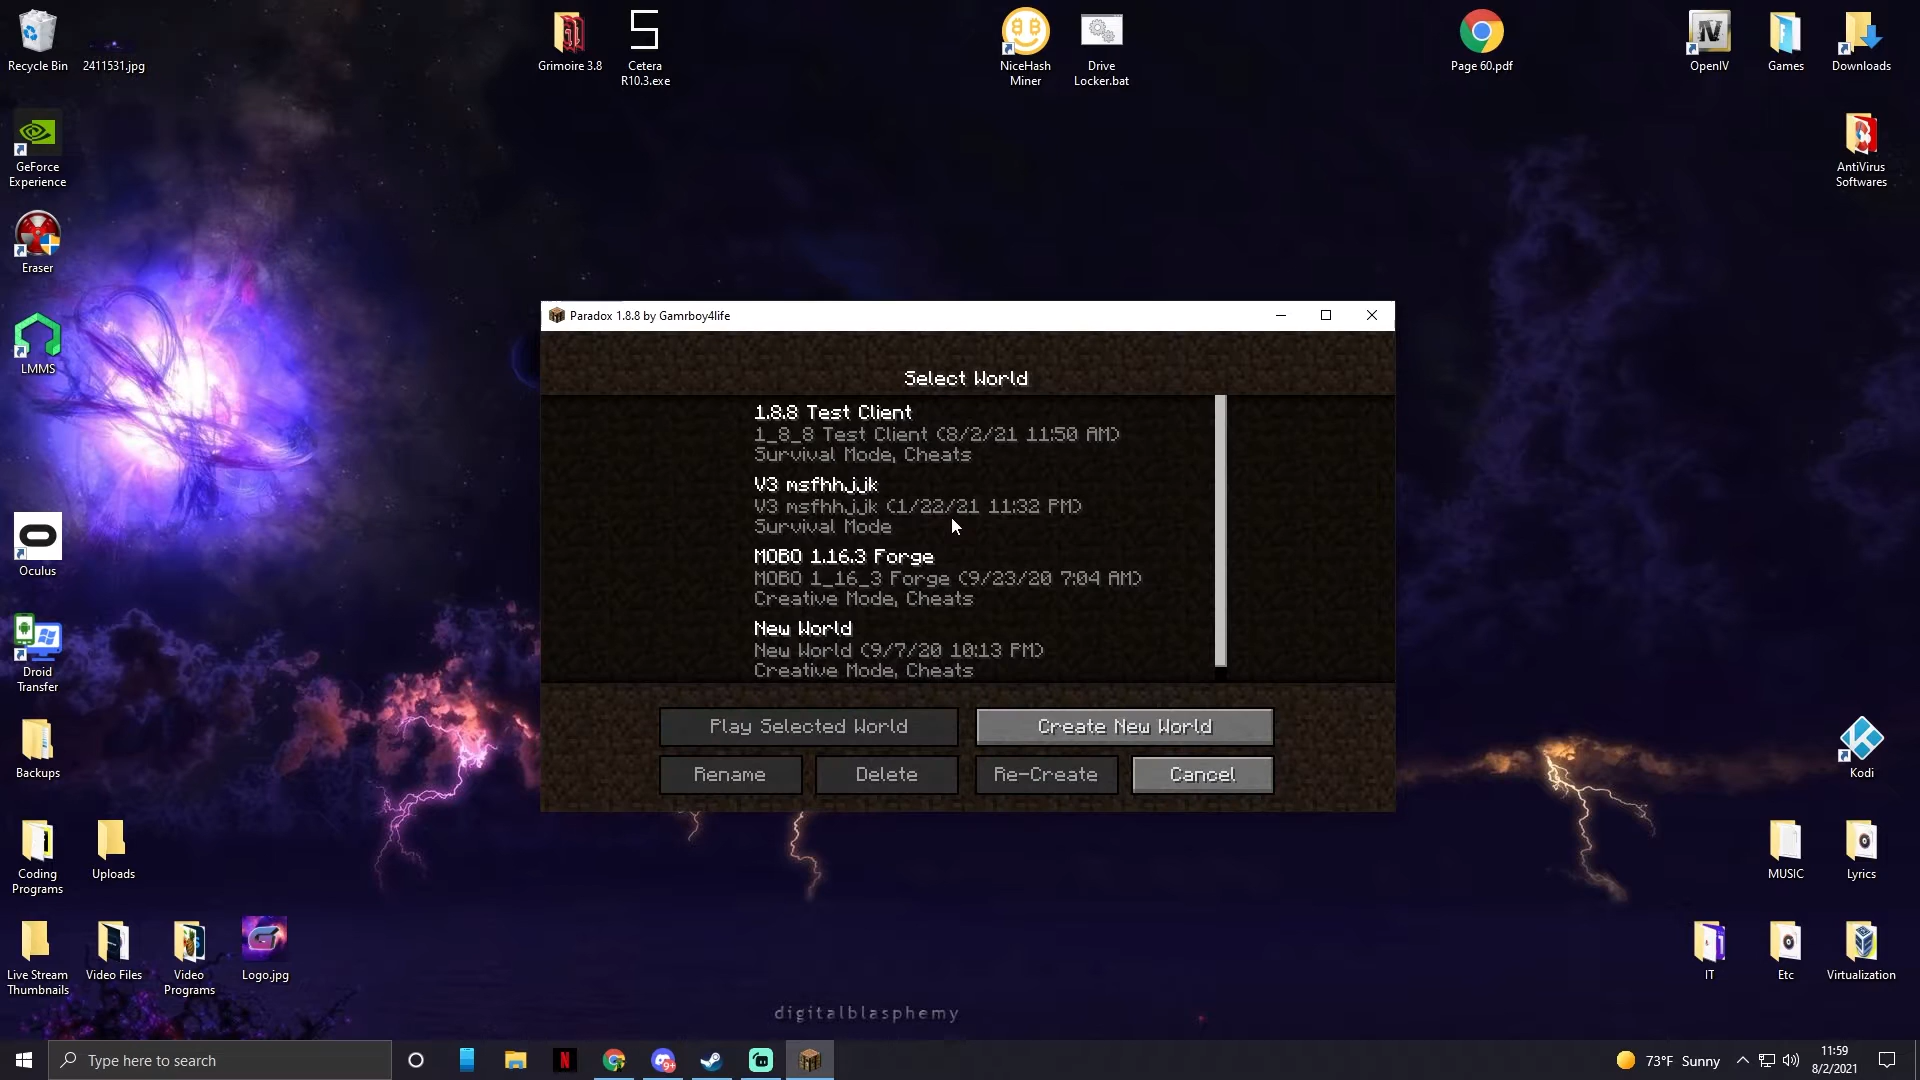 Recycle Bin
2411531.jpg
Grimoire 3.8
Cetera
R10.3.exe
NiceHash
Miner
Drive
Locker.bat
Page 60.pdf
OpenIV
Games
Downloads
GeForce
Experience
AntiVirus
Softwares
Eraser
LMMS
Paradox 1.8.8 by Gamrboy4life
Select World
1.8.8 Test Client
1_8_8 Test Client (8/2/21 11:50 AM)
Survival Mode, Cheats
V3 msfhhjjk
V3 msfhhjjk (1/22/21 11:32 PM)
Survival Mode
MOBO 1.16.3 Forge
MOBO 1_16_3 Forge (9/23/20 7:04 AM)
Creative Mode, Cheats
New World
New World (9/7/20 10:13 PM)
Creative Mode, Cheats
Play Selected World
Create New World
Rename
Delete
Re-Create
Cancel
Oculus
Droid
Transfer
Backups
Kodi
Coding
Programs
Uploads
MUSIC
Lyrics
Live Stream
Thumbnails
Video Files
Video
Programs
Logo.jpg
IT
Etc
Virtualization
digitalblasphemy
Type here to search
9+
73°F Sunny
11:59
8/2/2021